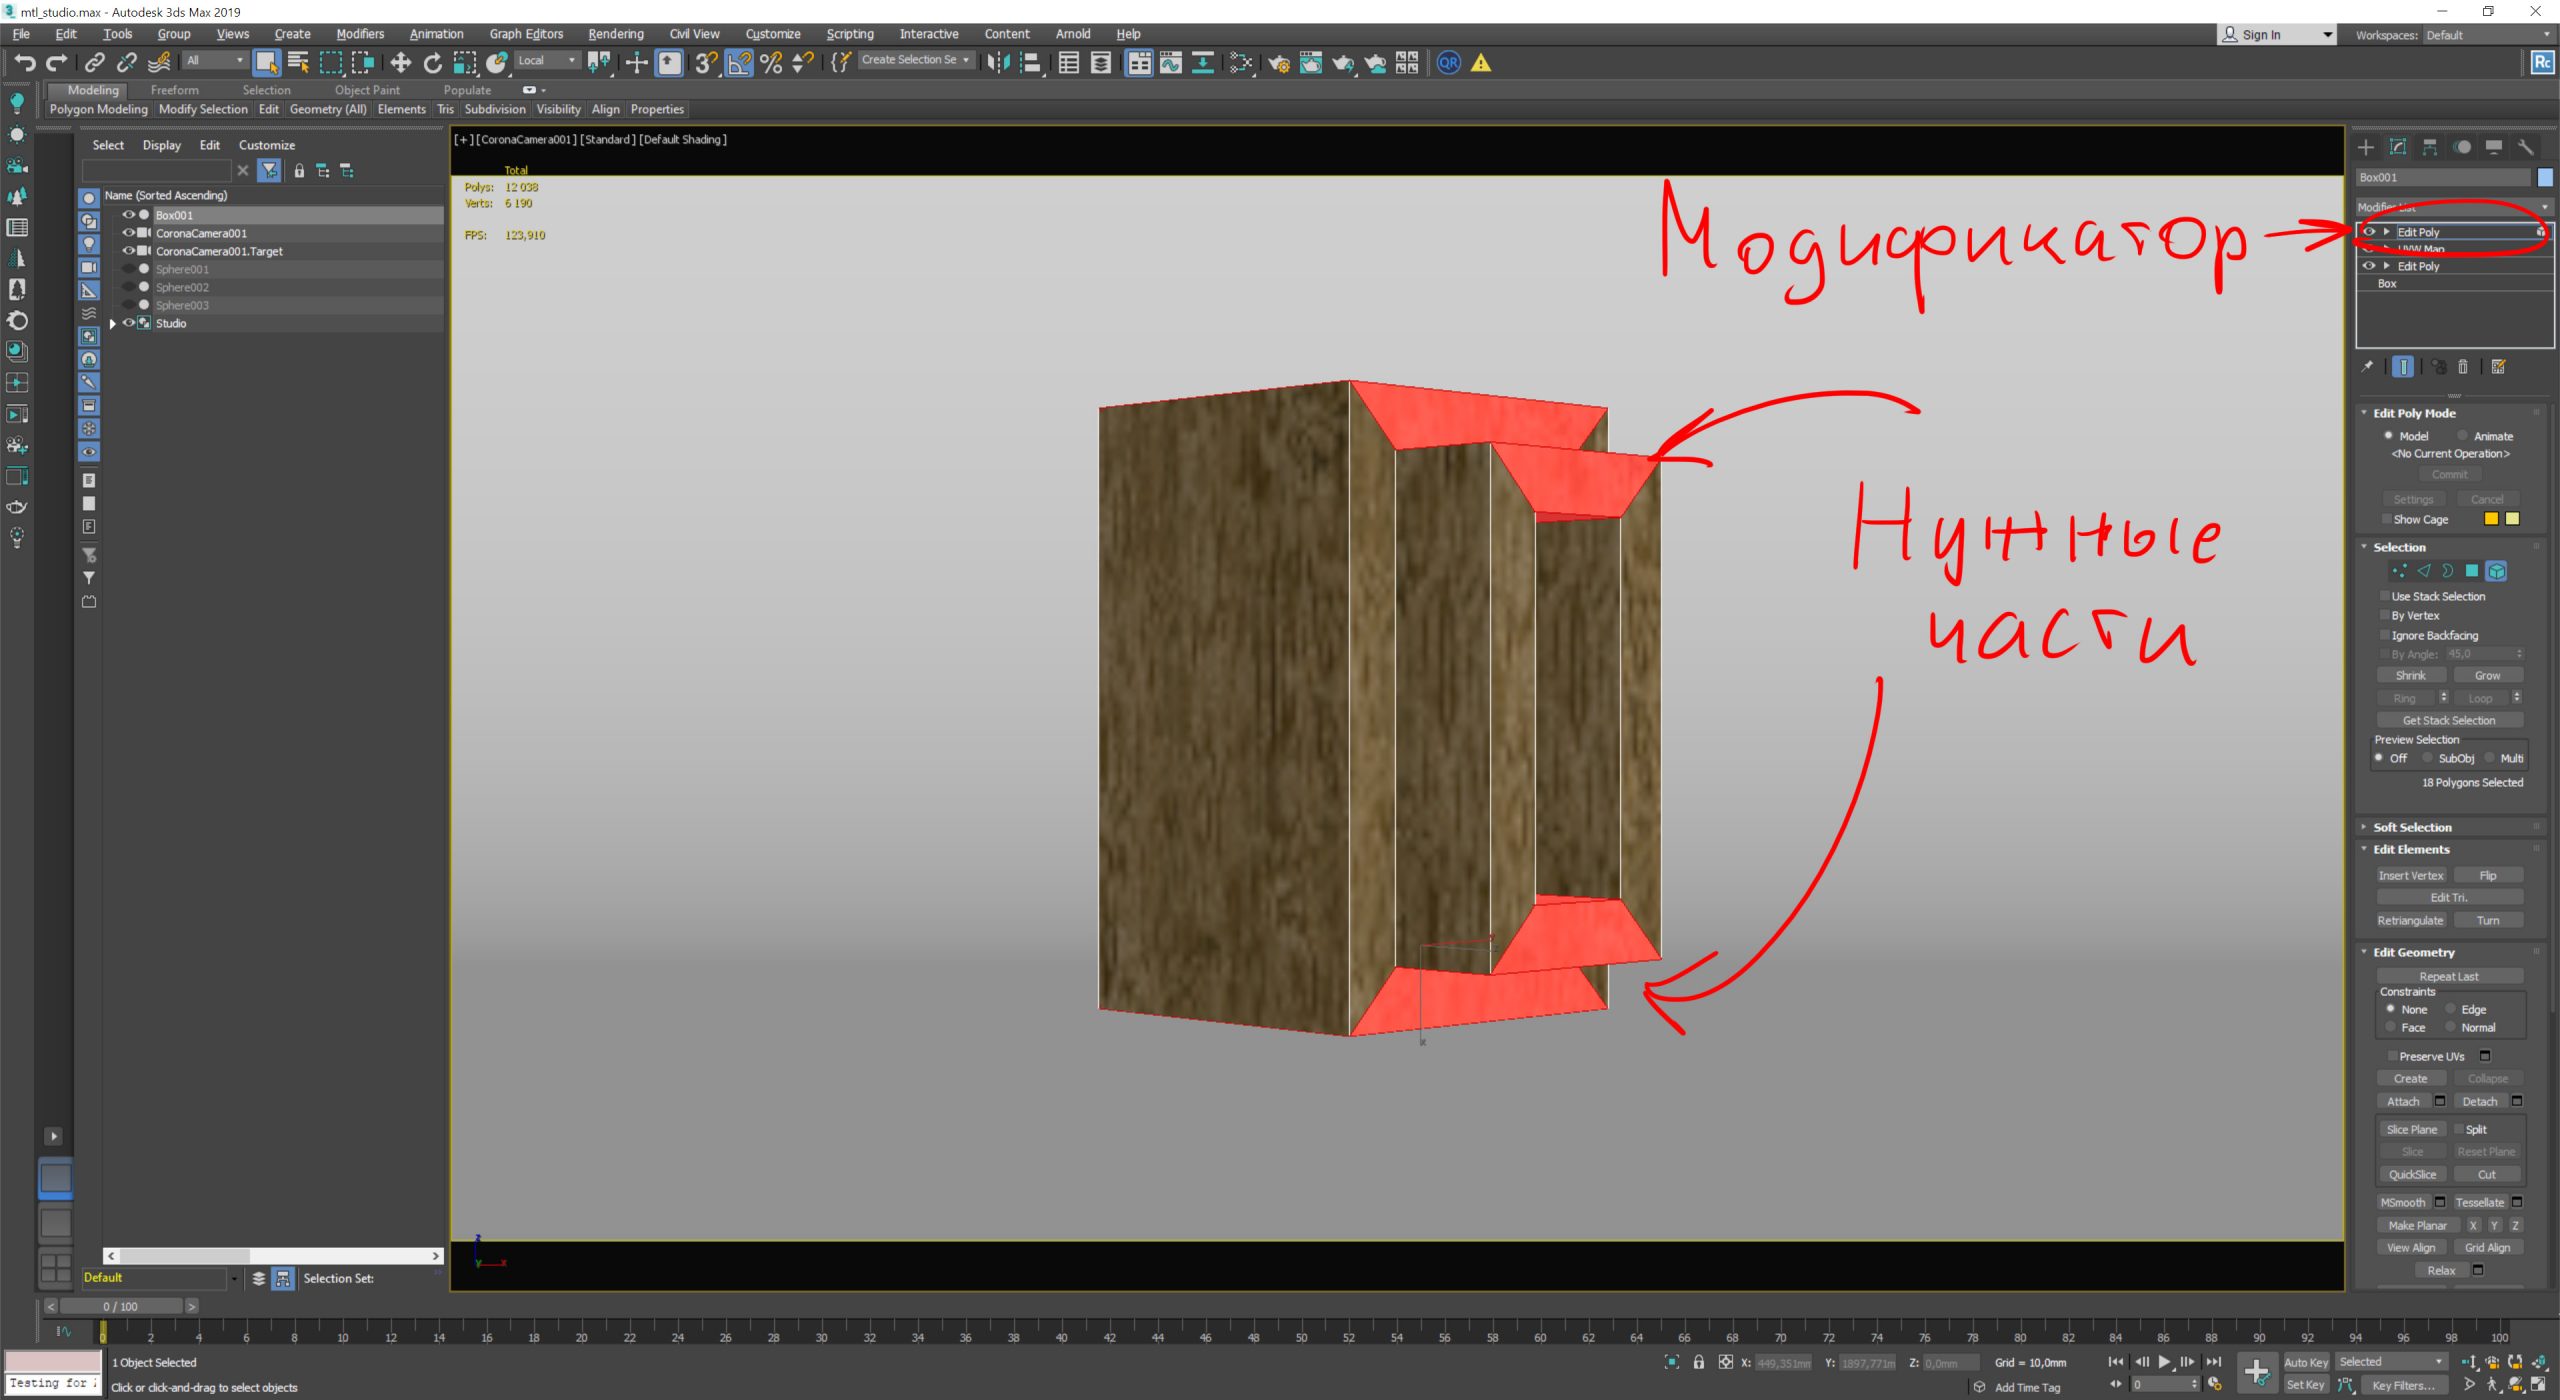 mtl_studio.max - Autodesk 3ds Max 2019
File Edit Tools Group Views Create Modifiers Animation Graph Editors Rendering Civil View Customize Scripting Interactive Content Arnold Help
Sign In
Workspaces: Default
All
Local
Create Selection Se
QR
Rc
Modeling Freeform Selection Object Paint Populate
Polygon Modeling Modify Selection Edit Geometry (All) Elements Tris Subdivision Visibility Align Properties
Select Display Edit Customize
Name (Sorted Ascending)
Box001
CoronaCamera001
CoronaCamera001.Target
Sphere001
Sphere002
Sphere003
Studio
[+] [CoronaCamera001] [Standard] [Default Shading]
Total
Polys: 12 038
Verts: 6 190
FPS: 123,910
Модификатор
Нужные
части
Box001
Modifier List
Edit Poly
UVW Map
Edit Poly
Box
Edit Poly Mode
Model Animate
<No Current Operation>
Commit
Settings Cancel
Show Cage
Selection
Use Stack Selection
By Vertex
Ignore Backfacing
By Angle: 45,0
Shrink Grow
Ring Loop
Get Stack Selection
Preview Selection
Off SubObj Multi
18 Polygons Selected
Soft Selection
Edit Elements
Insert Vertex Flip
Edit Tri.
Retriangulate Turn
Edit Geometry
Repeat Last
Constraints
None Edge
Face Normal
Preserve UVs
Create Collapse
Attach Detach
Slice Plane Split
Slice Reset Plane
QuickSlice Cut
MSmooth Tessellate
Make Planar X Y Z
View Align Grid Align
Relax
z
y x
Default
Selection Set:
0 / 100
0 2 4 6 8 10 12 14 16 18 20 22 24 26 28 30 32 34 36 38 40 42 44 46 48 50 52 54 56 58 60 62 64 66 68 70 72 74 76 78 80 82 84 86 88 90 92 94 96 98 100
1 Object Selected
Testing for
Click or click-and-drag to select objects
X: 449,351mm Y: 1897,771m Z: 0,0mm Grid = 10,0mm
Add Time Tag
0
Auto Key Selected
Set Key Key Filters...